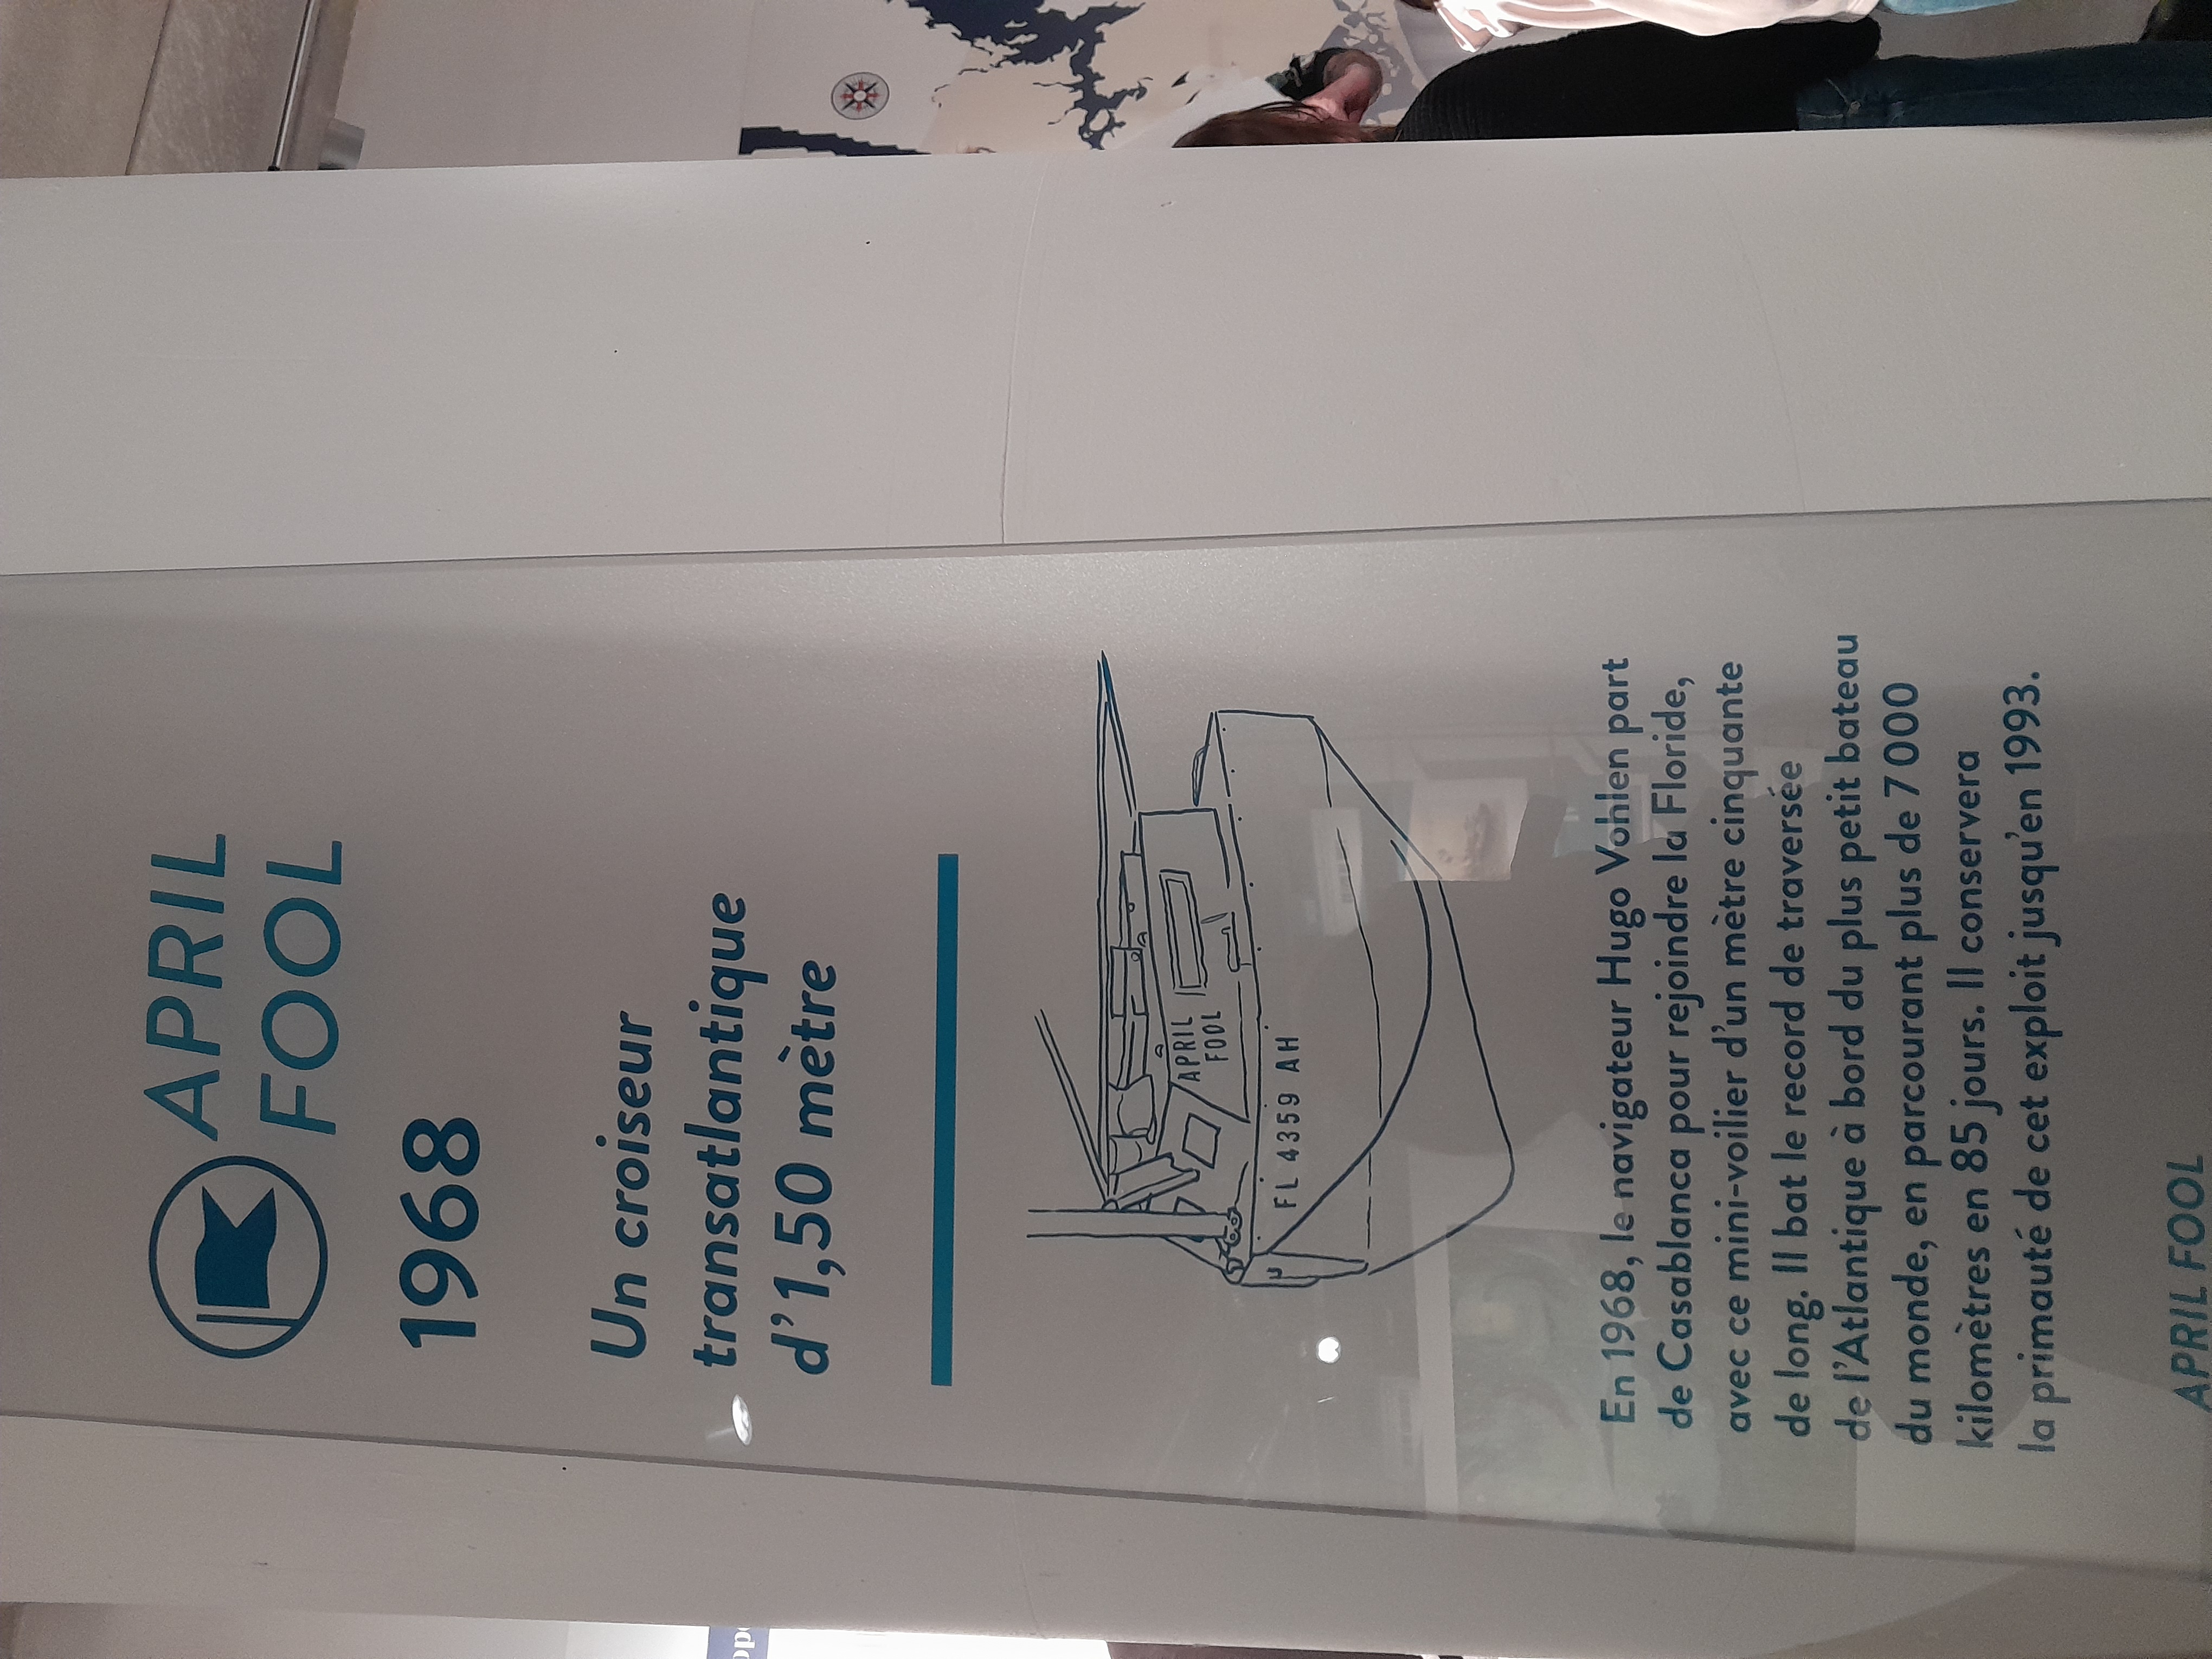 APRIL
FOOL
1968
Un croiseur
transatlantique
d'1,50 mètre
APRIL
FOOL
FL 4359 AH
En 1968, le navigateur Hugo Vohlen part
de Casablanca pour rejoindre la Floride,
avec ce mini-voilier d'un mètre cinquante
de long. Il bat le record de traversée
de l'Atlantique à bord du plus petit bateau
du monde, en parcourant plus de 7 000
kilomètres en 85 jours. Il conservera
la primauté de cet exploit jusqu'en 1993.
APRIL FOOL